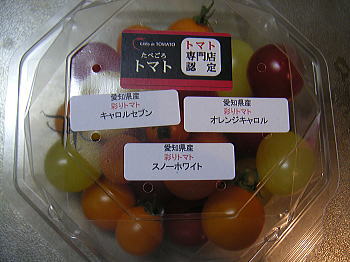 たべごろ
トマト
トマト
専門店
認定
愛知県産
彩りトマト
キャロルセブン
愛知県産
彩りトマト
オレンジキャロル
愛知県産
彩りトマト
スノーホワイト